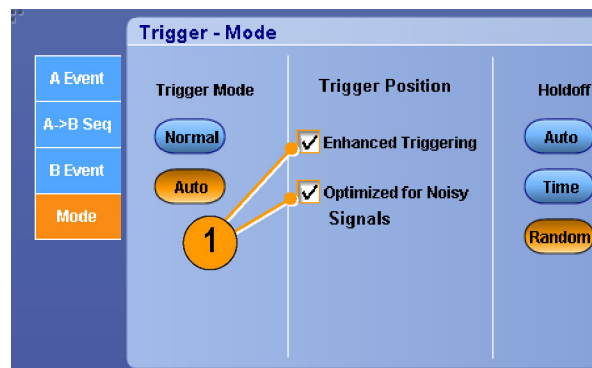 Trigger - Mode
A Event
A->B Seq
B Event
Mode
Trigger Mode
Normal
Auto
1
Trigger Position
Enhanced Triggering
Optimized for Noisy
Signals
Holdoff
Auto
Time
Random